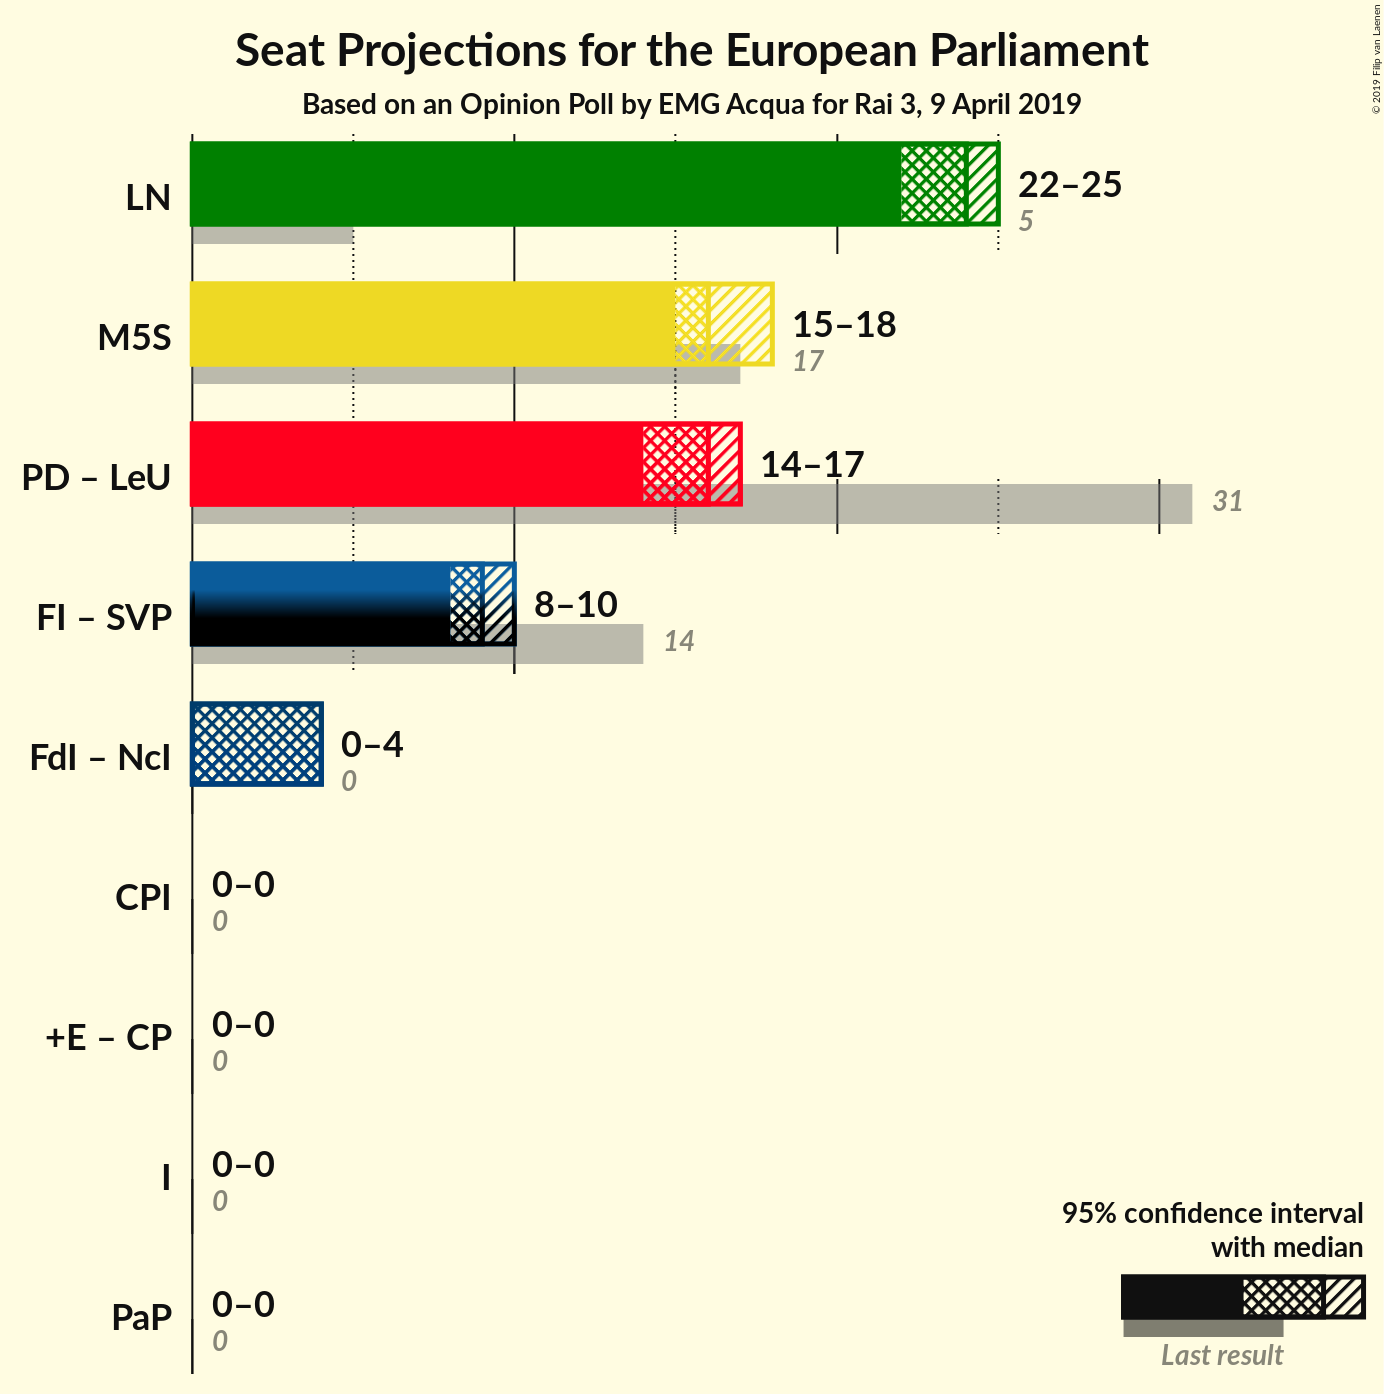 Seat Projections for the European Parliament
Based on an Opinion Poll by EMG Acqua for Rai 3, 9 April 2019
© 2019 Filip van Laenen
LN
22–25
5
M5S
15–18
17
PD – LeU
14–17
31
FI – SVP
8–10
14
FdI – NcI
0–4
0
CPI
0–0
0
+E – CP
0–0
0
I
0–0
0
PaP
0–0
0
95% confidence interval
with median
Last result